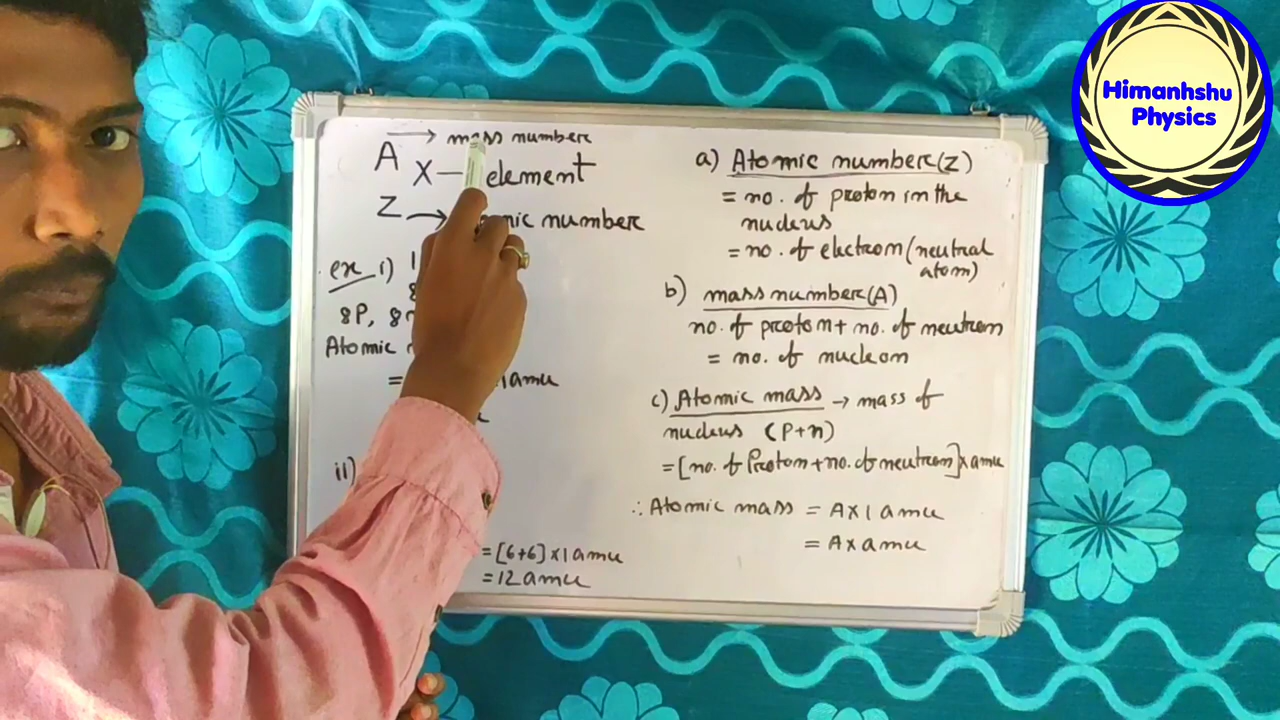 Himanhshu
Physics
→ mass number
A X — element
Z → number
ex i)
8P,
Atomic
= 1amu
ii)
= [6+6] x 1 amu
= 12 amu
a) Atomic number(Z)
= no. of proton in the
nucleus
= no. of electron (neutral
atom)
b) mass number(A)
no. of proton + no. of neutron
= no. of nucleon
c) Atomic mass → mass of
nucleus (P+n)
= [no. of Proton + no. of neutron] x amu
∴ Atomic mass = A x 1 amu
= A x amu